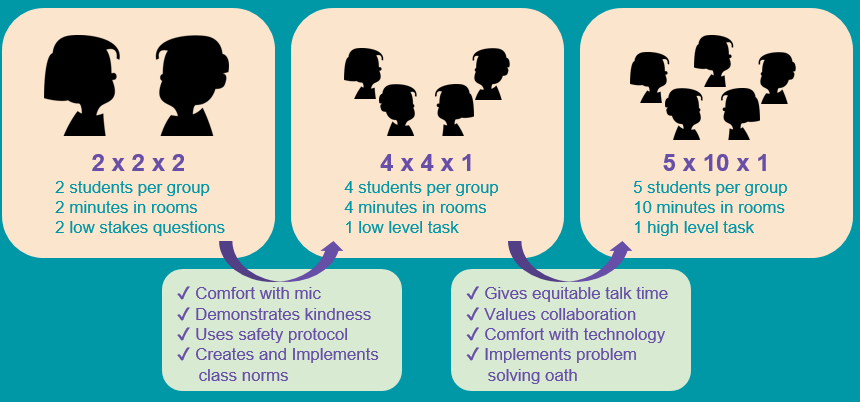 2 x 2 x 2
2 students per group
2 minutes in rooms
2 low stakes questions
4 x 4 x 1
4 students per group
4 minutes in rooms
1 low level task
5 x 10 x 1
5 students per group
10 minutes in rooms
1 high level task
✓ Comfort with mic
✓ Demonstrates kindness
✓ Uses safety protocol
✓ Creates and Implements
class norms
✓ Gives equitable talk time
✓ Values collaboration
✓ Comfort with technology
✓ Implements problem
solving oath